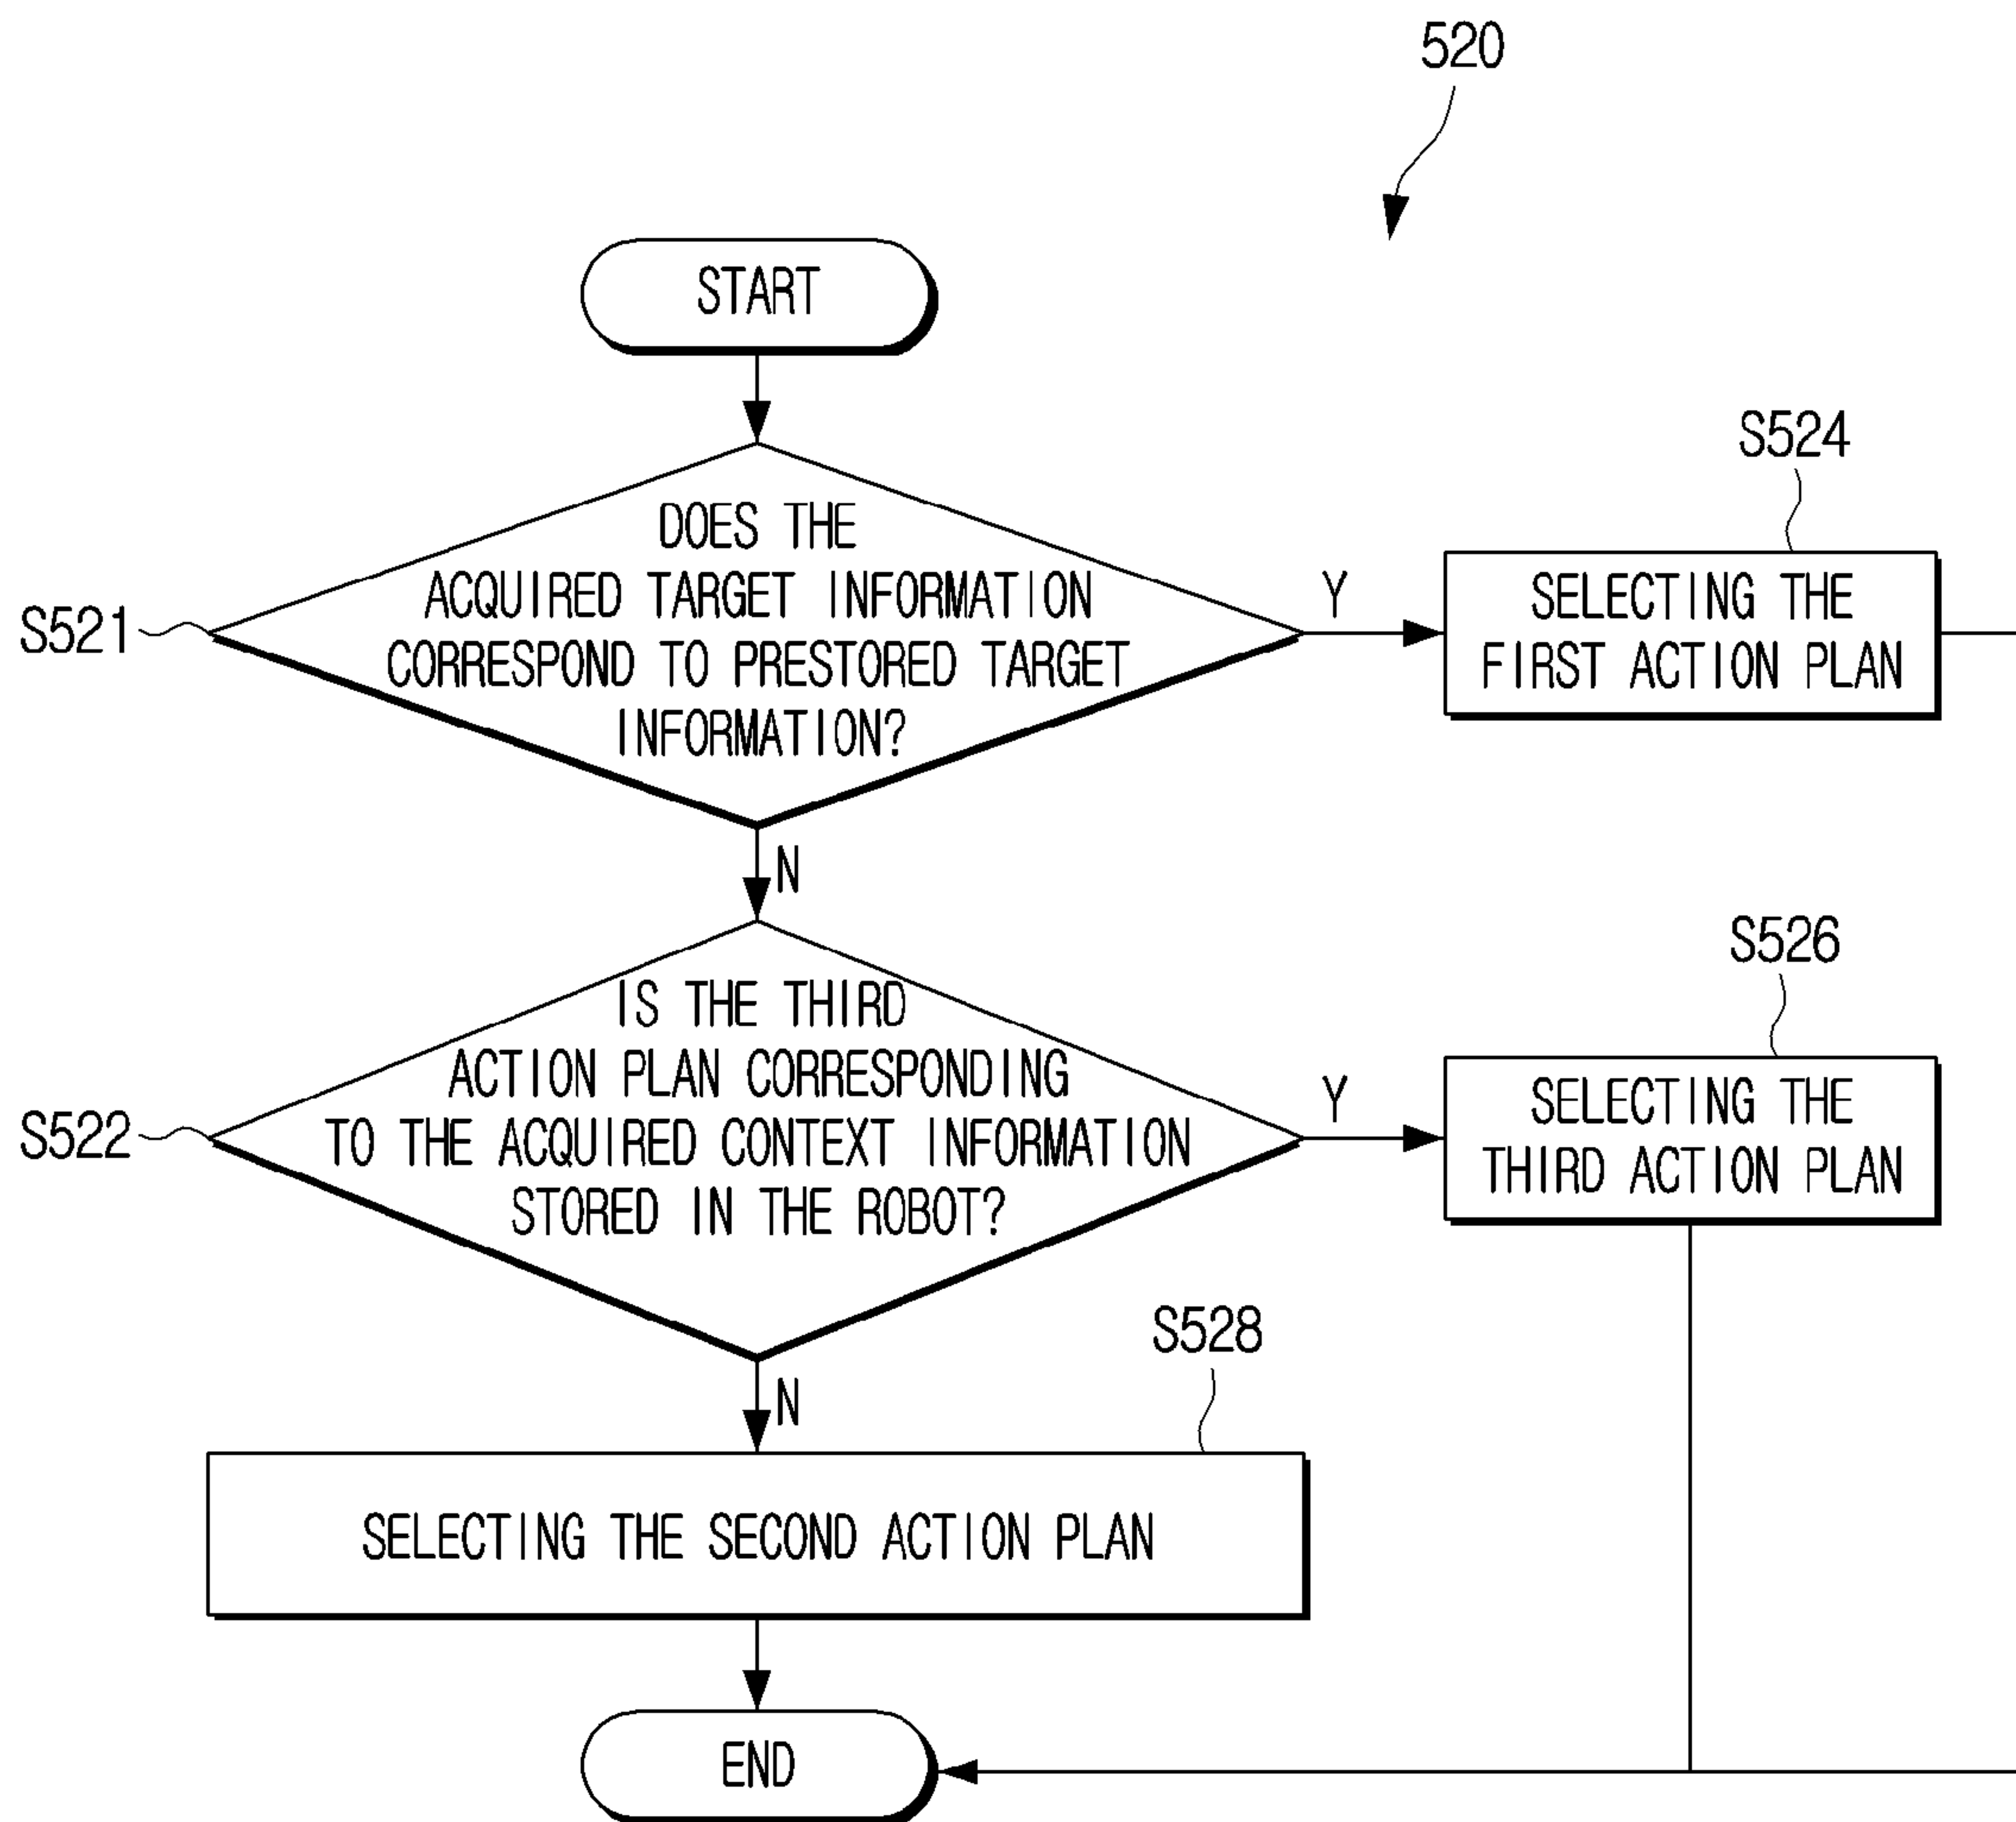 520
START
S524
DOES THE
ACQUIRED TARGET INFORMATION
CORRESPOND TO PRESTORED TARGET
INFORMATION?
S521
Y
SELECTING THE
FIRST ACTION PLAN
N
S526
IS THE THIRD
ACTION PLAN CORRESPONDING
TO THE ACQUIRED CONTEXT INFORMATION
STORED IN THE ROBOT?
S522
Y
SELECTING THE
THIRD ACTION PLAN
S528
N
SELECTING THE SECOND ACTION PLAN
END